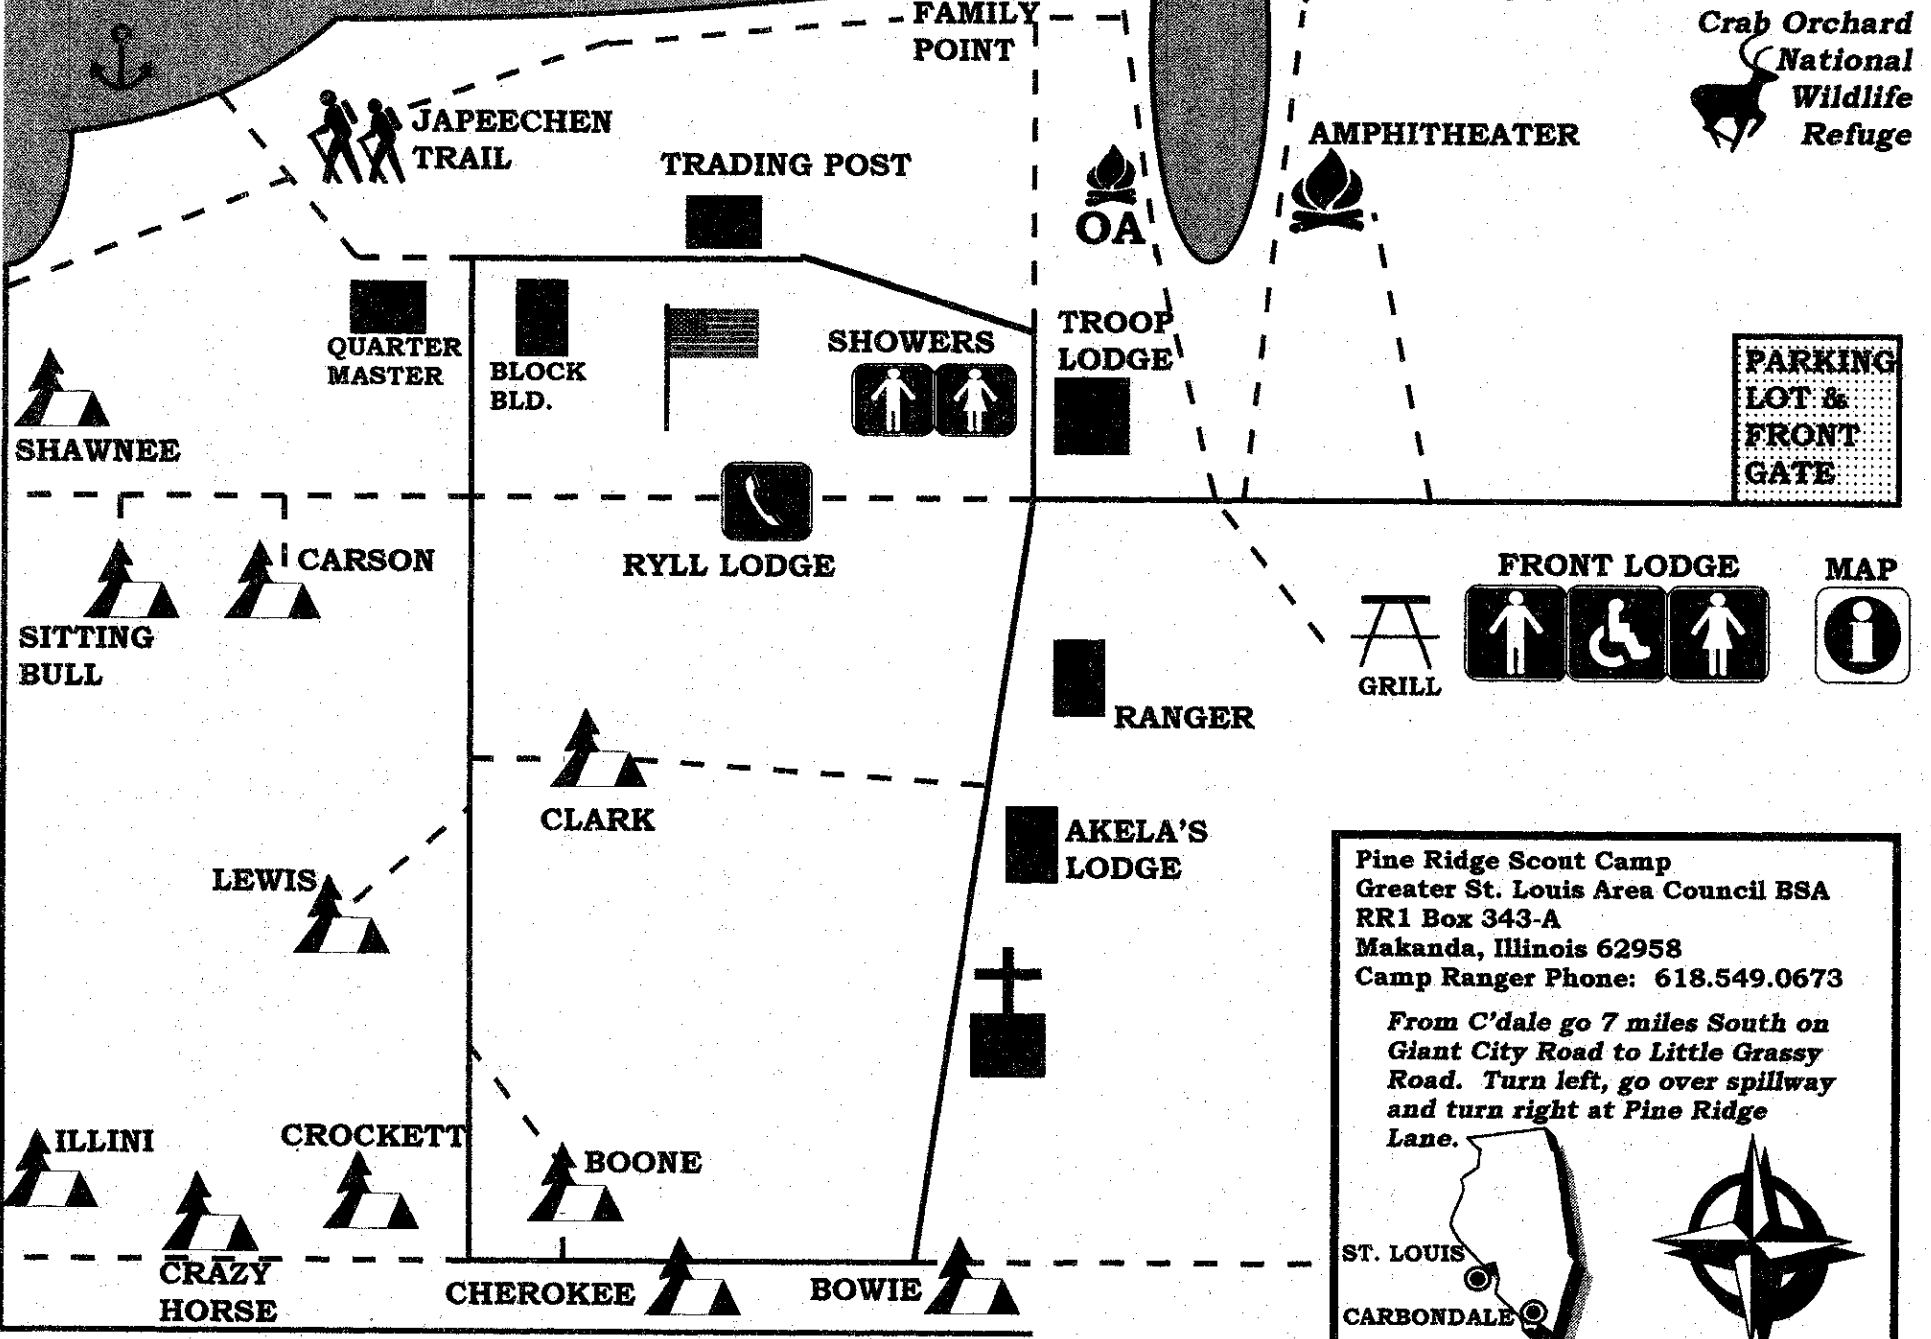 FAMILY
POINT
Crab Orchard
National
Wildlife
Refuge
JAPEECHEN
TRAIL
TRADING POST
AMPHITHEATER
OA
QUARTER
MASTER
BLOCK
BLD.
SHOWERS
TROOP
LODGE
PARKING
LOT &
FRONT
GATE
SHAWNEE
CARSON
RYLL LODGE
FRONT LODGE
MAP
SITTING
BULL
GRILL
RANGER
CLARK
AKELA'S
LODGE
LEWIS
Pine Ridge Scout Camp
Greater St. Louis Area Council BSA
RR1 Box 343-A
Makanda, Illinois 62958
Camp Ranger Phone: 618.549.0673
From C'dale go 7 miles South on
Giant City Road to Little Grassy
Road. Turn left, go over spillway
and turn right at Pine Ridge
Lane.
ILLINI
CROCKETT
BOONE
CRAZY
HORSE
CHEROKEE
BOWIE
ST. LOUIS
CARBONDALE